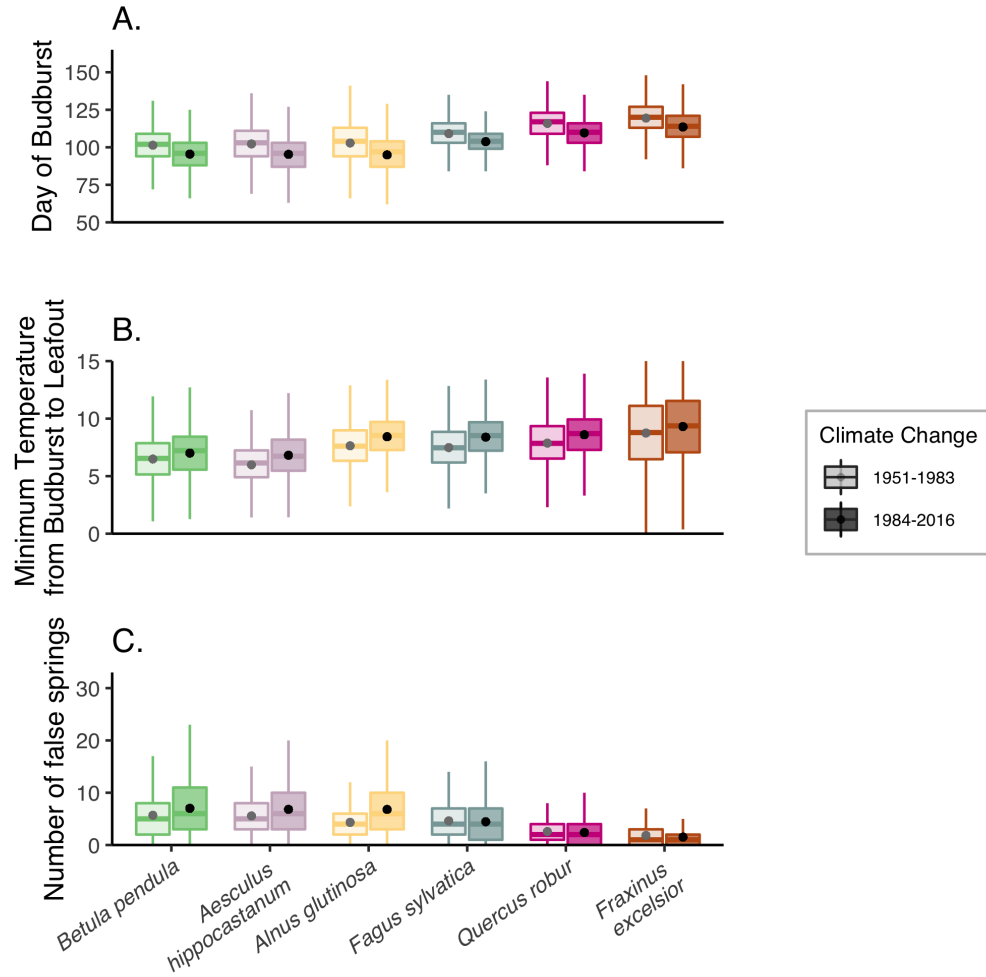 A.
Day of Budburst
150
125
100
75
50
B.
Minimum Temperature
from Budburst to Leafout
15
10
5
0
Climate Change
1951-1983
1984-2016
C.
Number of false springs
30
20
10
0
Betula pendula
Aesculus
hippocastanum
Alnus glutinosa
Fagus sylvatica
Quercus robur
Fraxinus
excelsior